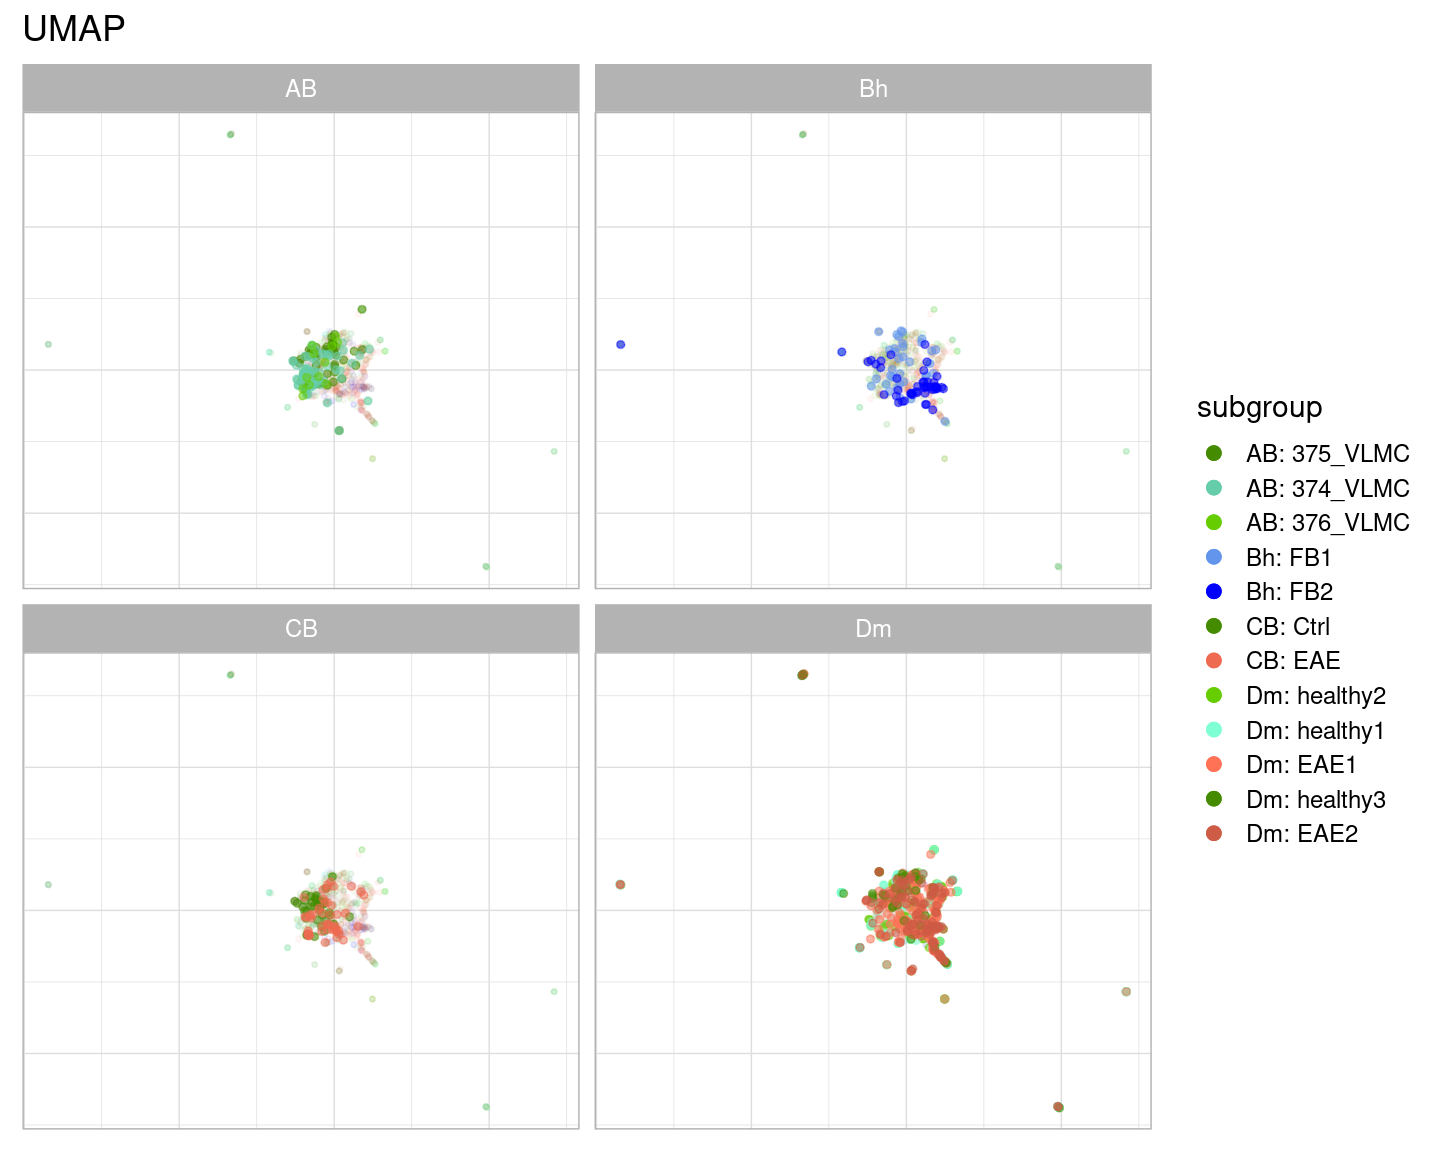 UMAP
AB
Bh
CB
Dm
subgroup
AB: 375_VLMC
AB: 374_VLMC
AB: 376_VLMC
Bh: FB1
Bh: FB2
CB: Ctrl
CB: EAE
Dm: healthy2
Dm: healthy1
Dm: EAE1
Dm: healthy3
Dm: EAE2